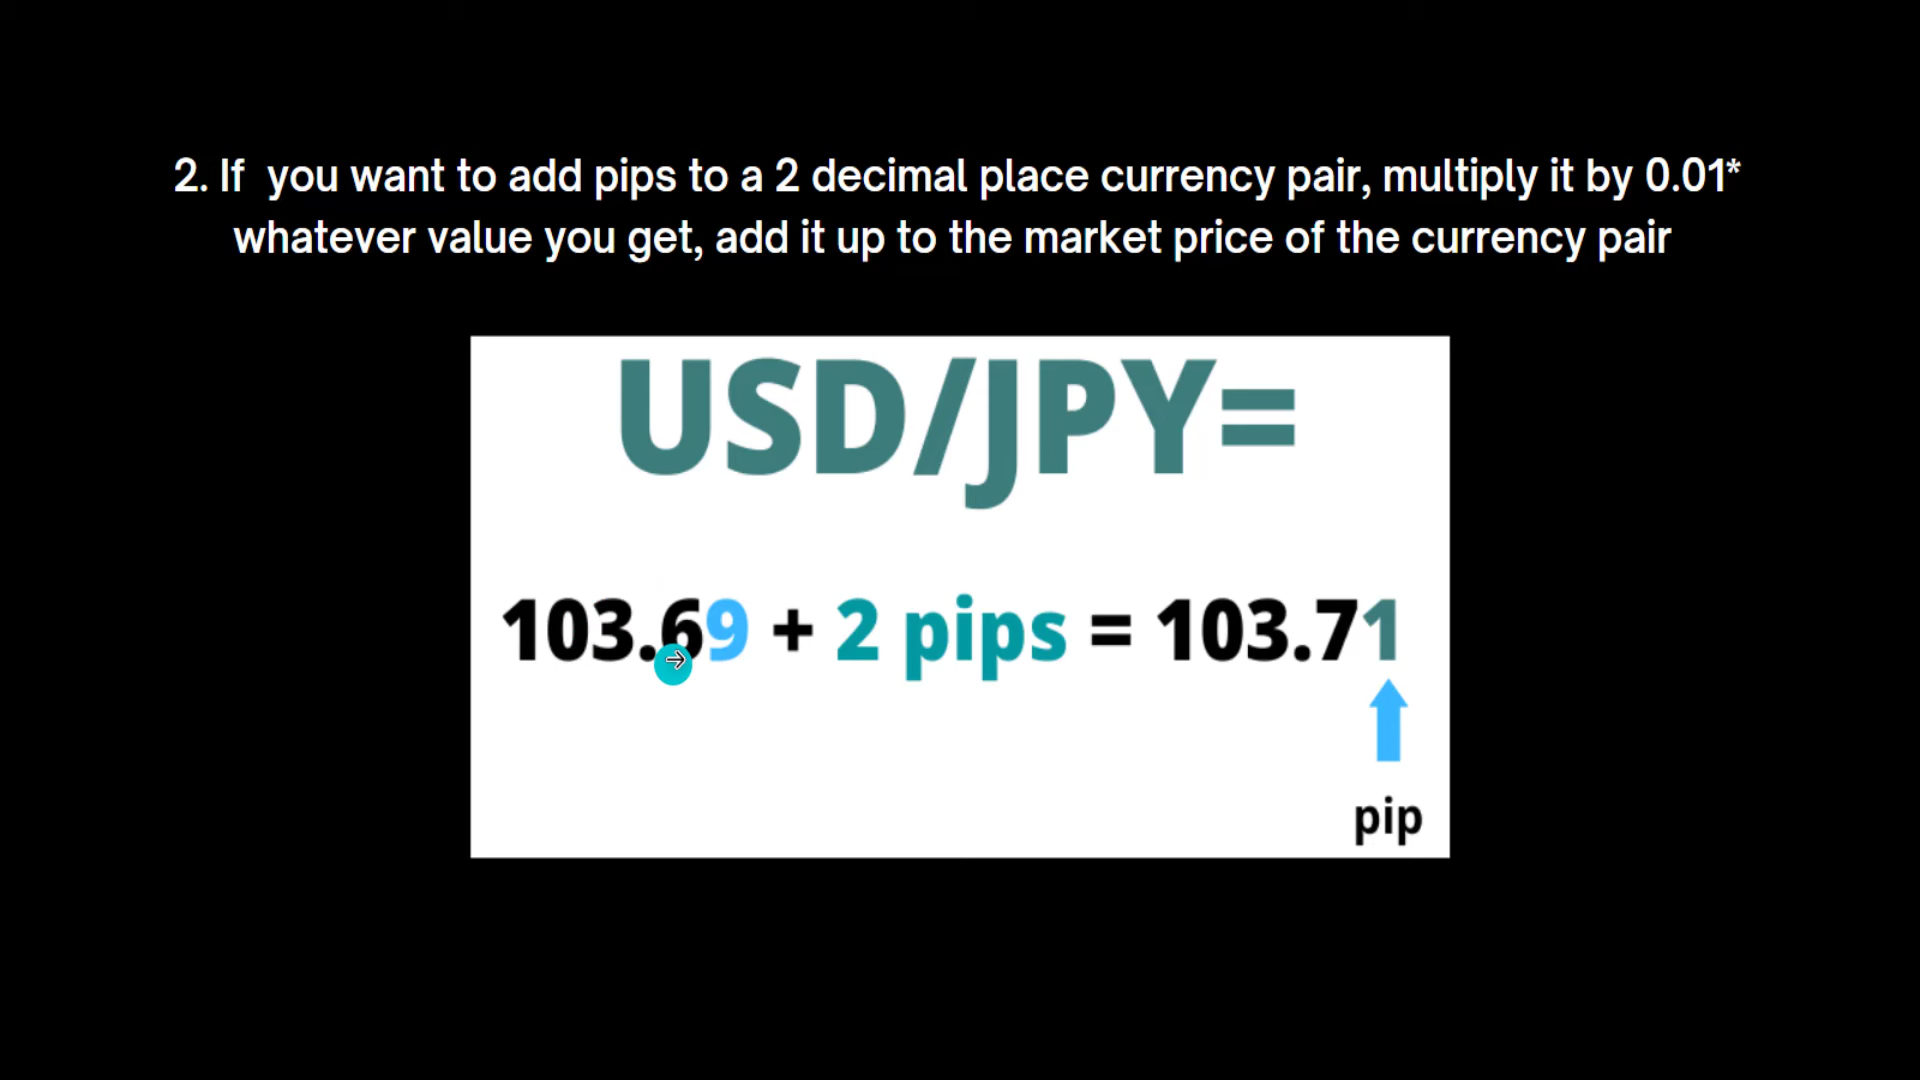 2. If  you want to add pips to a 2 decimal place currency pair, multiply it by 0.01*
whatever value you get, add it up to the market price of the currency pair
USD/JPY=
103.69 + 2 pips = 103.71
pip